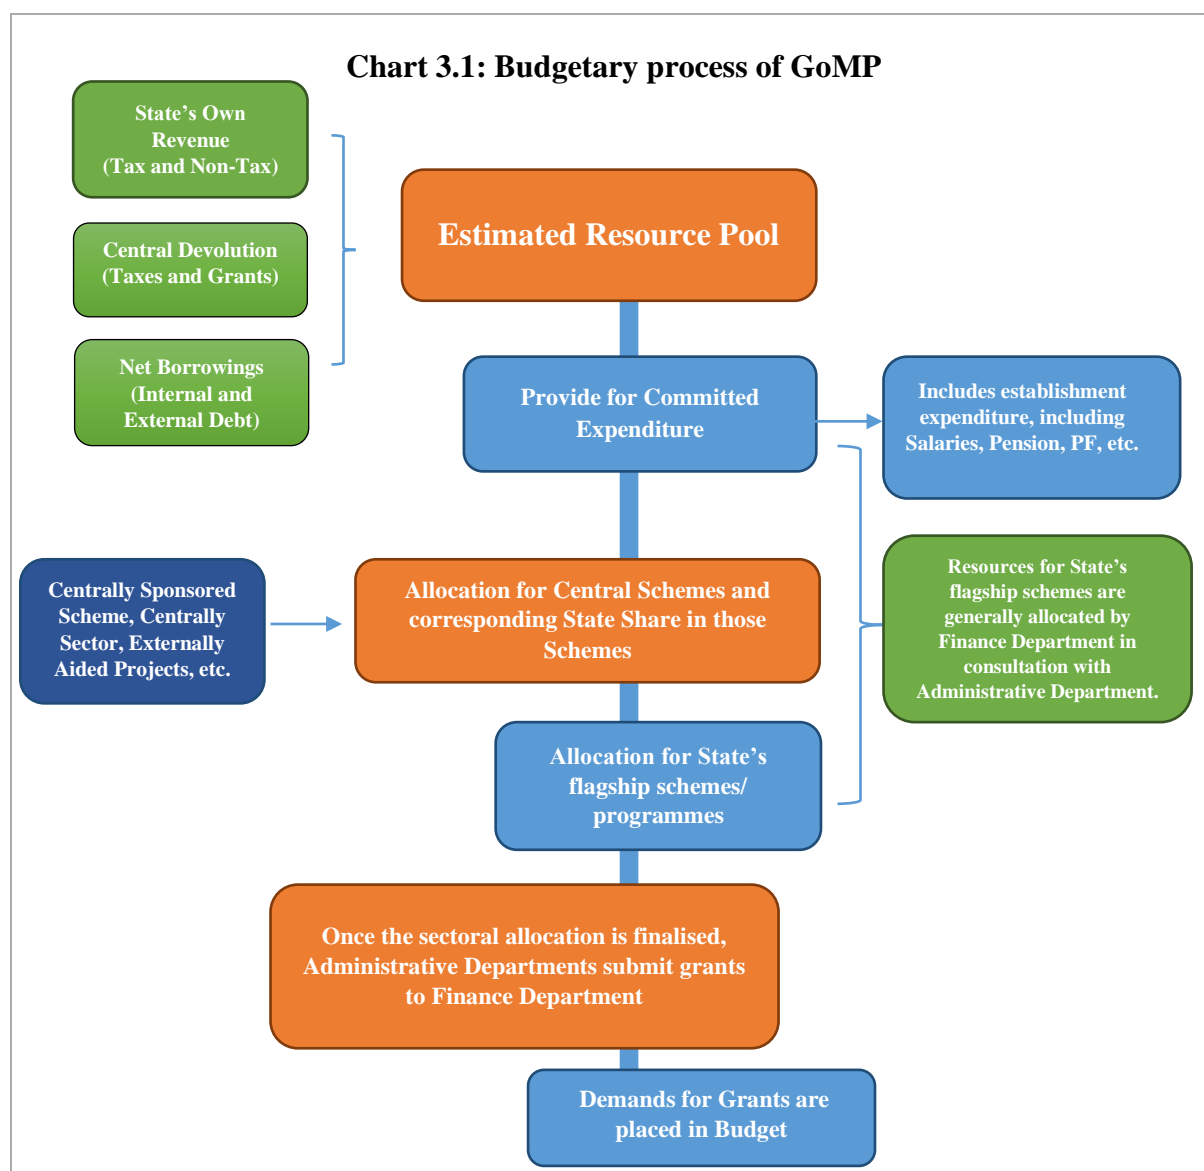 Chart 3.1: Budgetary process of GoMP
State’s Own
Revenue
(Tax and Non-Tax)
Central Devolution
(Taxes and Grants)
Net Borrowings
(Internal and
External Debt)
Estimated Resource Pool
Provide for Committed
Expenditure
Includes establishment
expenditure, including
Salaries, Pension, PF, etc.
Centrally Sponsored
Scheme, Centrally
Sector, Externally
Aided Projects, etc.
Allocation for Central Schemes and
corresponding State Share in those
Schemes
Resources for State’s
flagship schemes are
generally allocated by
Finance Department in
consultation with
Administrative Department.
Allocation for State’s
flagship schemes/
programmes
Once the sectoral allocation is finalised,
Administrative Departments submit grants
to Finance Department
Demands for Grants are
placed in Budget